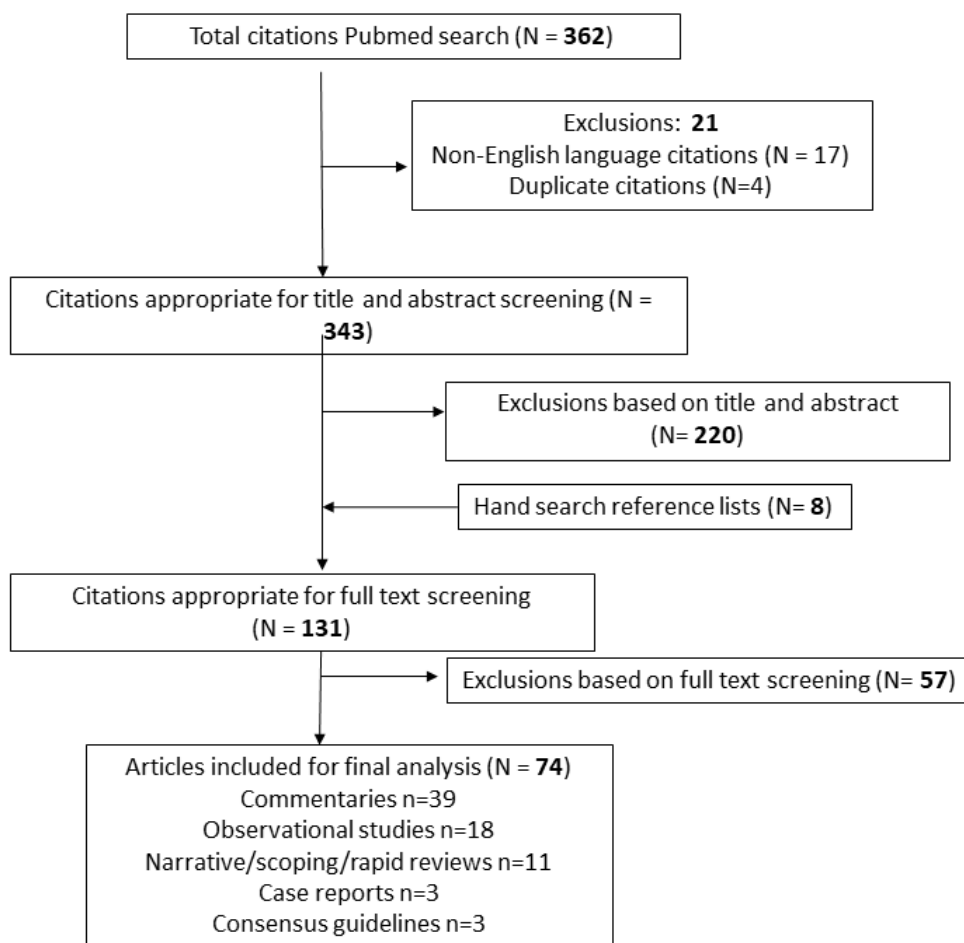 Total citations Pubmed search (N = 362)
Exclusions: 21
Non-English language citations (N = 17)
Duplicate citations (N=4)
Citations appropriate for title and abstract screening (N =
343)
Exclusions based on title and abstract
(N= 220)
Hand search reference lists (N= 8)
Citations appropriate for full text screening
(N = 131)
Exclusions based on full text screening (N= 57)
Articles included for final analysis (N = 74)
Commentaries n=39
Observational studies n=18
Narrative/scoping/rapid reviews n=11
Case reports n=3
Consensus guidelines n=3